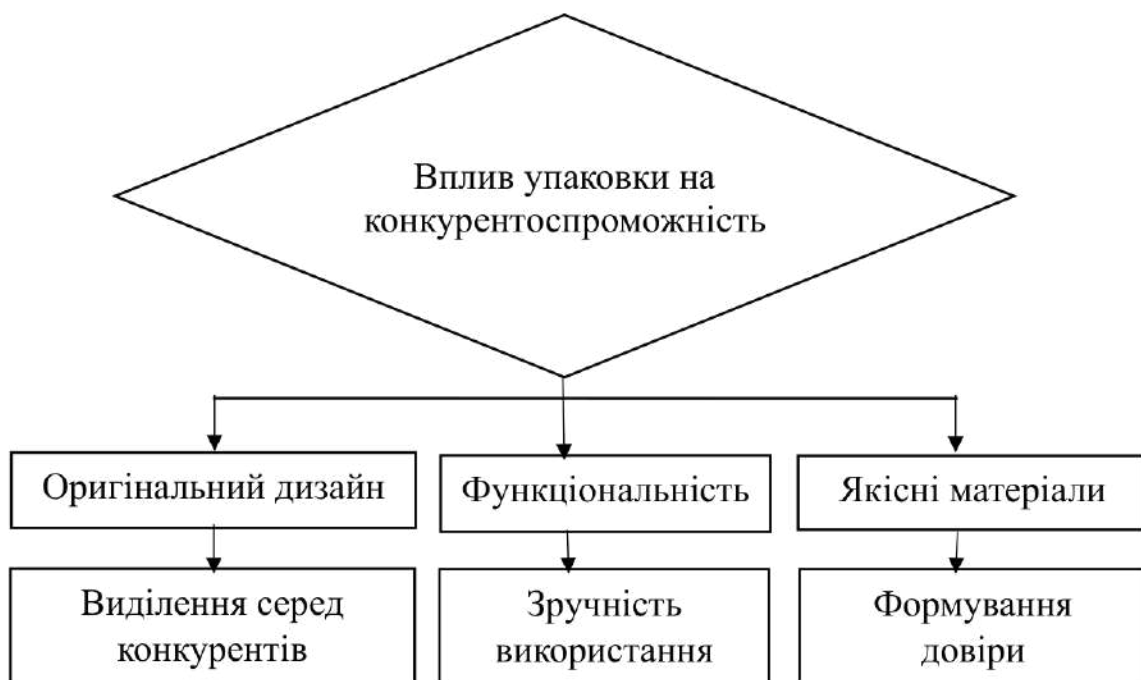 Вплив упаковки на
конкурентоспроможність
Оригінальний дизайн
Функціональність
Якісні матеріали
Виділення серед
конкурентів
Зручність
використання
Формування
довіри